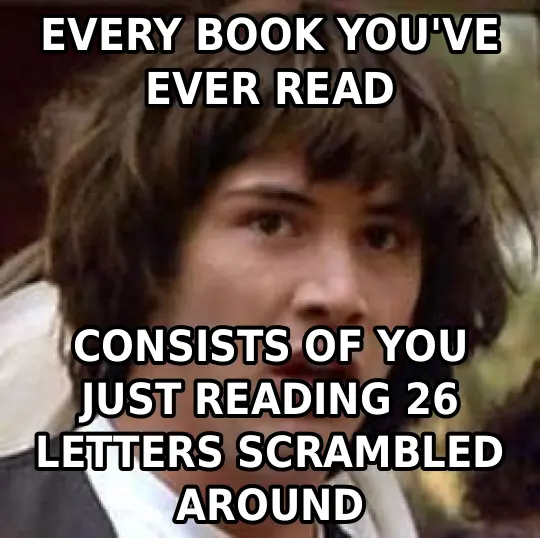 EVERY BOOK YOU'VE
EVER READ
CONSISTS OF YOU
JUST READING 26
LETTERS SCRAMBLED
AROUND